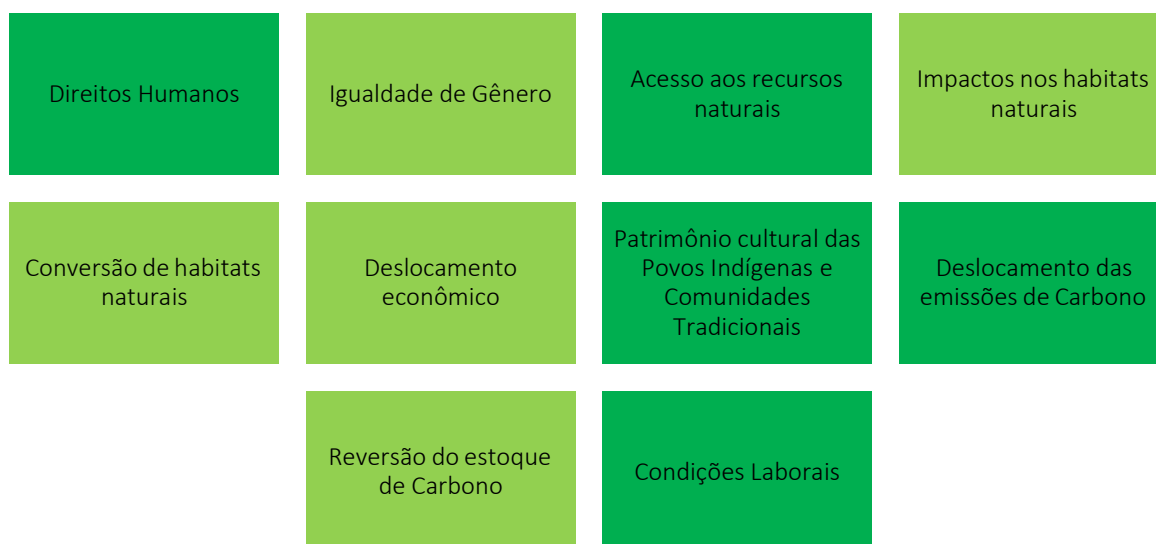 Direitos Humanos
Igualdade de Gênero
Acesso aos recursos
naturais
Impactos nos habitats
naturais
Conversão de habitats
naturais
Deslocamento
econômico
Patrimônio cultural das
Povos Indígenas e
Comunidades
Tradicionais
Deslocamento das
emissões de Carbono
Reversão do estoque
de Carbono
Condições Laborais